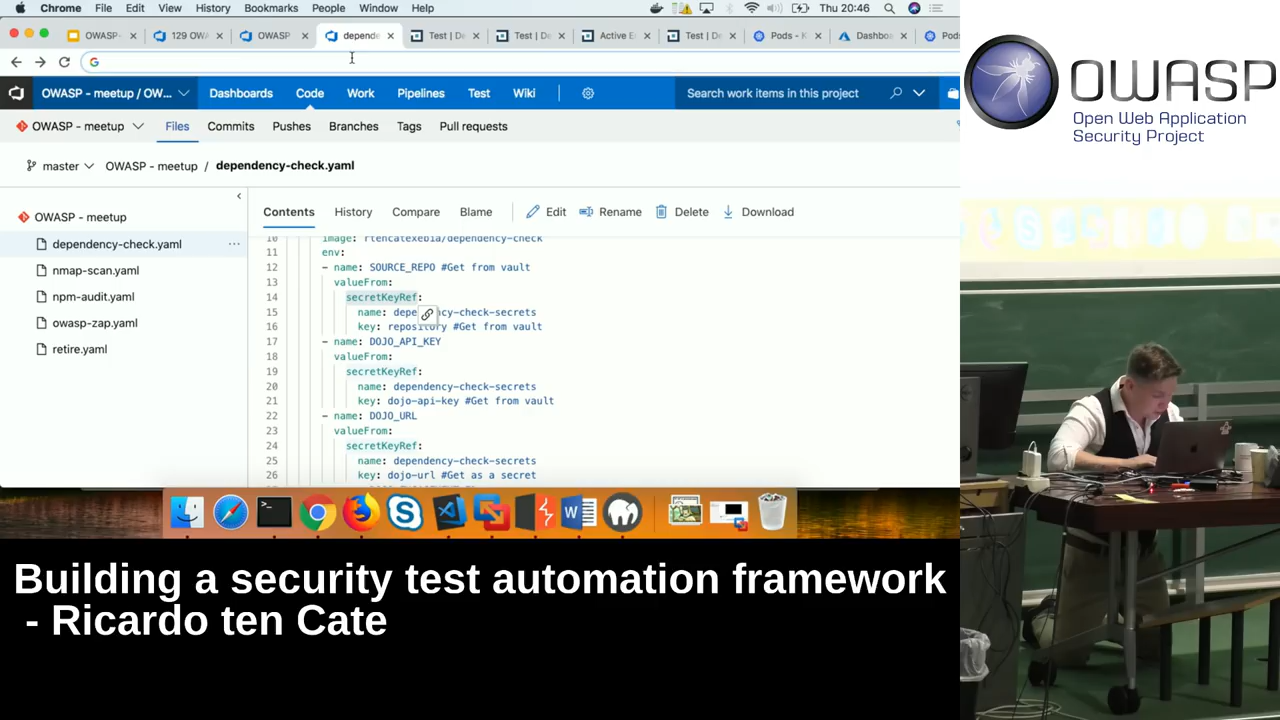 Chrome File Edit View History Bookmarks People Window Help Thu 20:46
OWASP- 129 OWA OWASP depende Test | De Test | De Active E Test | De Pods - K Dashbo Pods
OWASP - meetup / OW... Dashboards Code Work Pipelines Test Wiki Search work items in this project
OWASP - meetup Files Commits Pushes Branches Tags Pull requests
master OWASP - meetup / dependency-check.yaml
OWASP - meetup
dependency-check.yaml ...
nmap-scan.yaml
npm-audit.yaml
owasp-zap.yaml
retire.yaml
Contents History Compare Blame Edit Rename Delete Download
10 image: rtencatexebia/dependency-check
11 env:
12 - name: SOURCE_REPO #Get from vault
13 valueFrom:
14 secretKeyRef:
15 name: depe cy-check-secrets
16 key: repository #Get from vault
17 - name: DOJO_API_KEY
18 valueFrom:
19 secretKeyRef:
20 name: dependency-check-secrets
21 key: dojo-api-key #Get from vault
22 - name: DOJO_URL
23 valueFrom:
24 secretKeyRef:
25 name: dependency-check-secrets
26 key: dojo-url #Get as a secret
OWASP
Open Web Application
Security Project
Building a security test automation framework
- Ricardo ten Cate